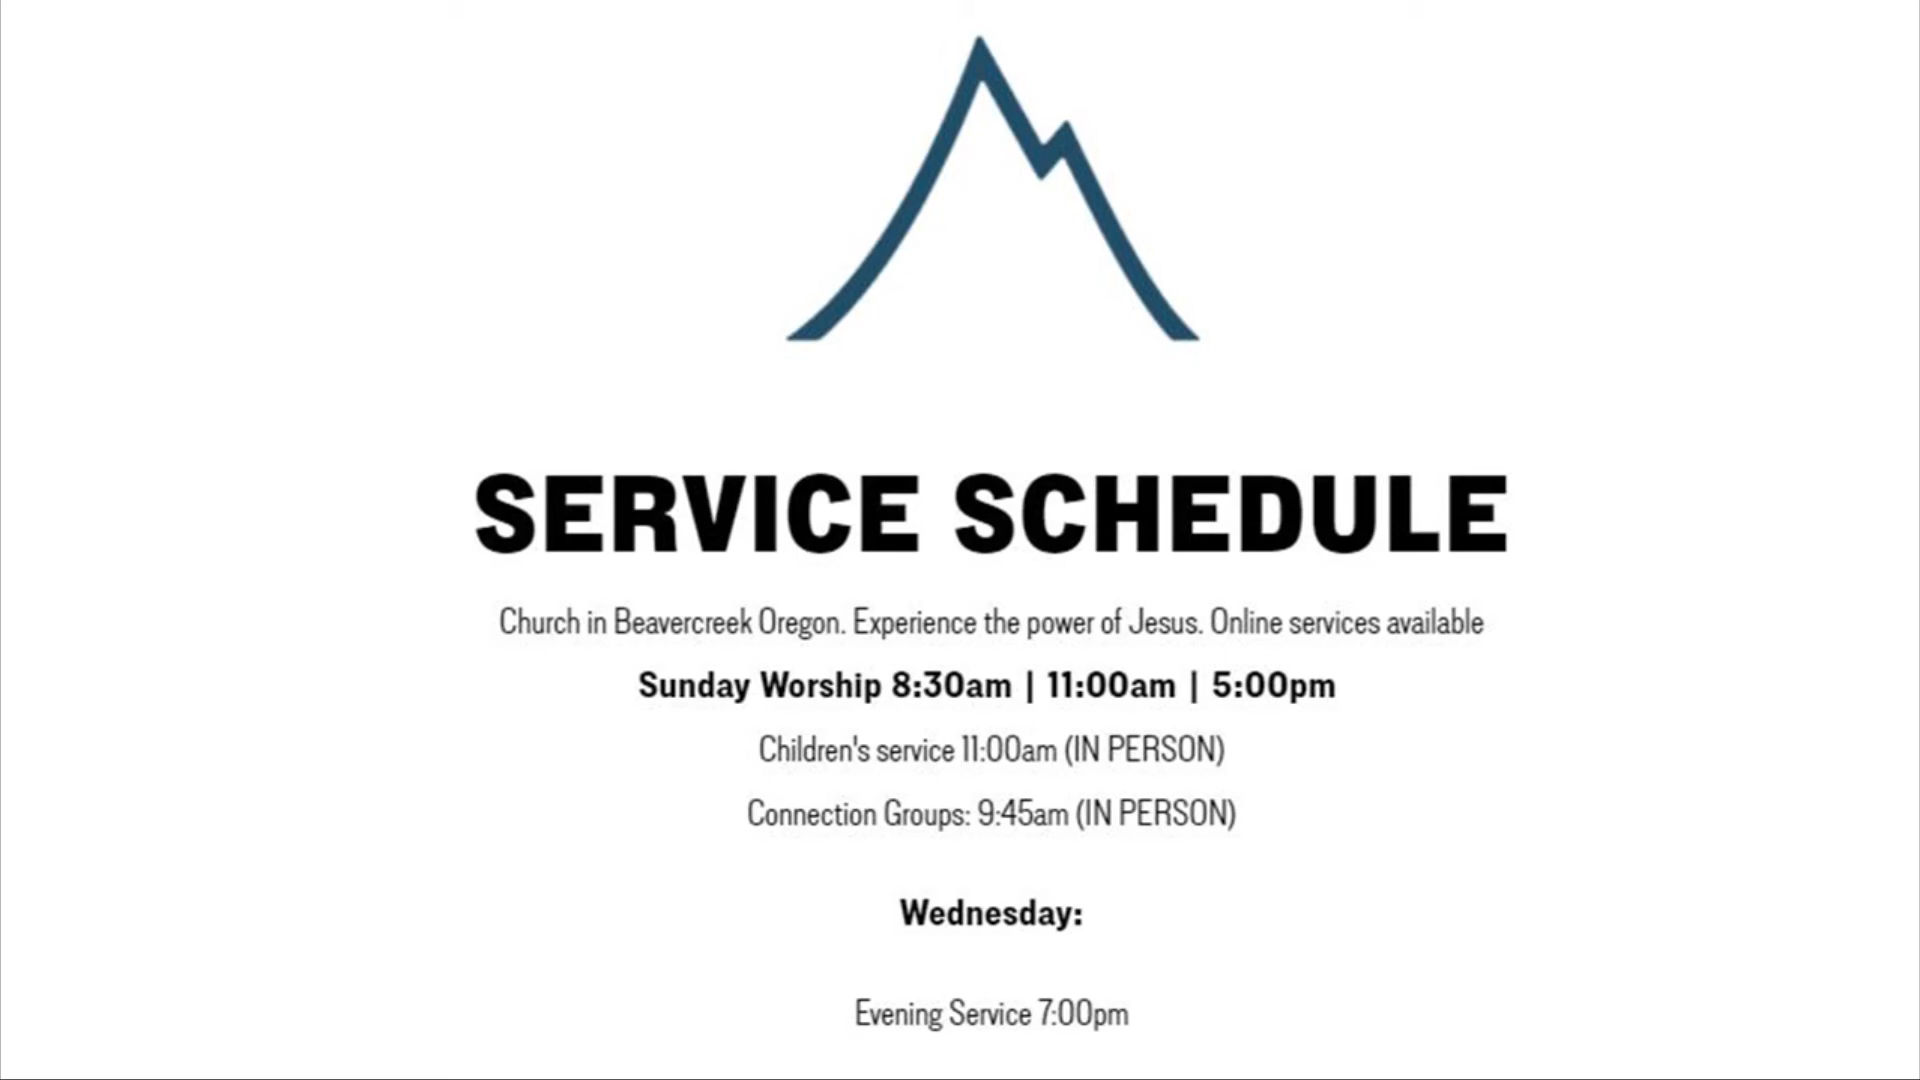 SERVICE SCHEDULE
Church in Beavercreek Oregon. Experience the power of Jesus. Online services available
Sunday Worship 8:30am | 11:00am | 5:00pm
Children's service 11:00am (IN PERSON)
Connection Groups: 9:45am (IN PERSON)
Wednesday:
Evening Service 7:00pm